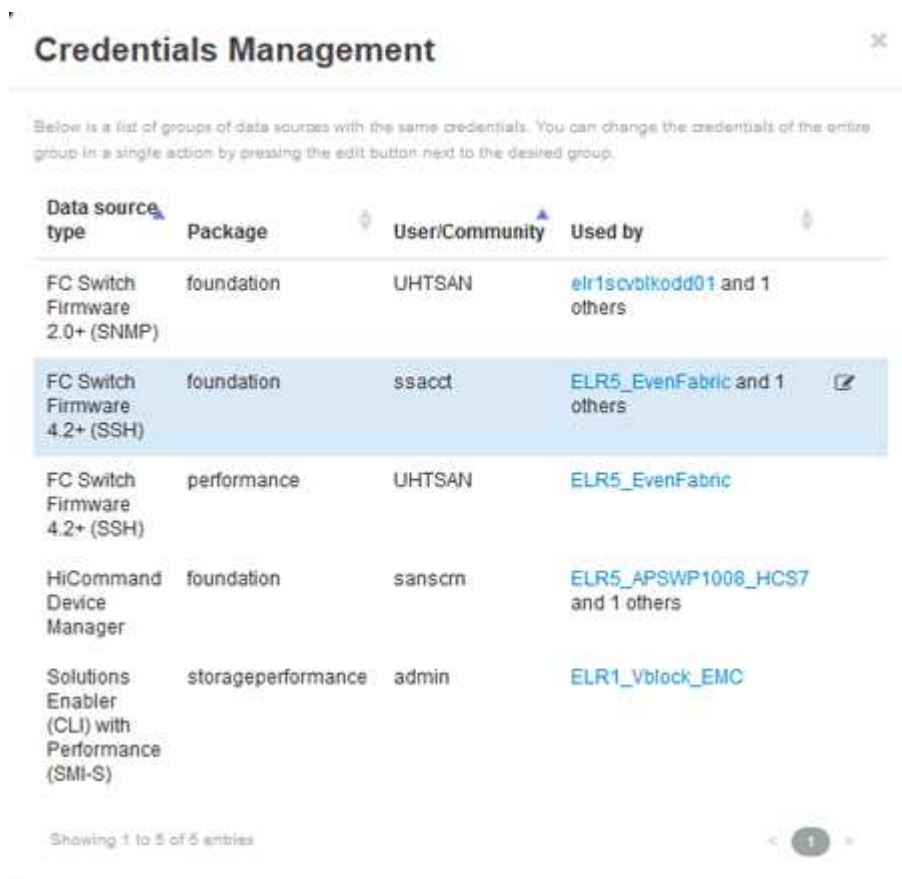 Credentials Management
Below is a list of groups of data sources with the same credentials. You can change the credentials of the entire
group in a single action by pressing the edit button next to the desired group.
Data source
type
Package
User/Community
Used by
FC Switch
Firmware
2.0+ (SNMP)
foundation
UHTSAN
elr1scvblkodd01 and 1
others
FC Switch
Firmware
4.2+ (SSH)
foundation
ssacct
ELR5_EvenFabric and 1
others
FC Switch
Firmware
4.2+ (SSH)
performance
UHTSAN
ELR5_EvenFabric
HiCommand
Device
Manager
foundation
sanscrn
ELR5_APSWP1008_HCS7
and 1 others
Solutions
Enabler
(CLI) with
Performance
(SMI-S)
storageperformance
admin
ELR1_Vblock_EMC
Showing 1 to 5 of 5 entries
< 1 >